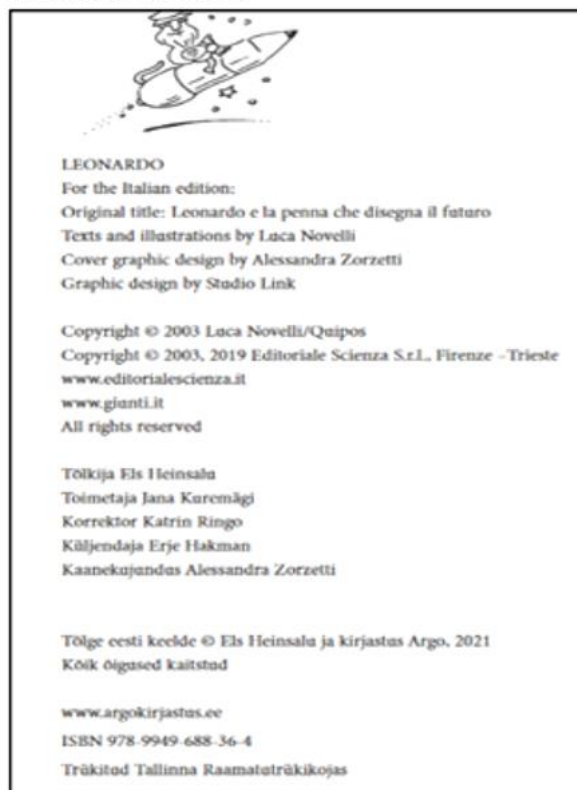 LEONARDO
For the Italian edition:
Original title: Leonardo e la penna che disegna il futuro
Texts and illustrations by Luca Novelli
Cover graphic design by Alessandra Zorzetti
Graphic design by Studio Link
Copyright © 2003 Luca Novelli/Quipos
Copyright © 2003, 2019 Editoriale Scienza S.r.l., Firenze –Trieste
www.editorialescienza.it
www.giunti.it
All rights reserved
Tõlkija Els Heinsalu
Toimetaja Jana Kuremägi
Korrektor Katrin Ringo
Küljendaja Erje Hakman
Kaanekujundus Alessandra Zorzetti
Tõlge eesti keelde © Els Heinsalu ja kirjastus Argo, 2021
Kõik õigused kaitstud
www.argokirjastus.ee
ISBN 978-9949-688-36-4
Trükitud Tallinna Raamatutrükikojas